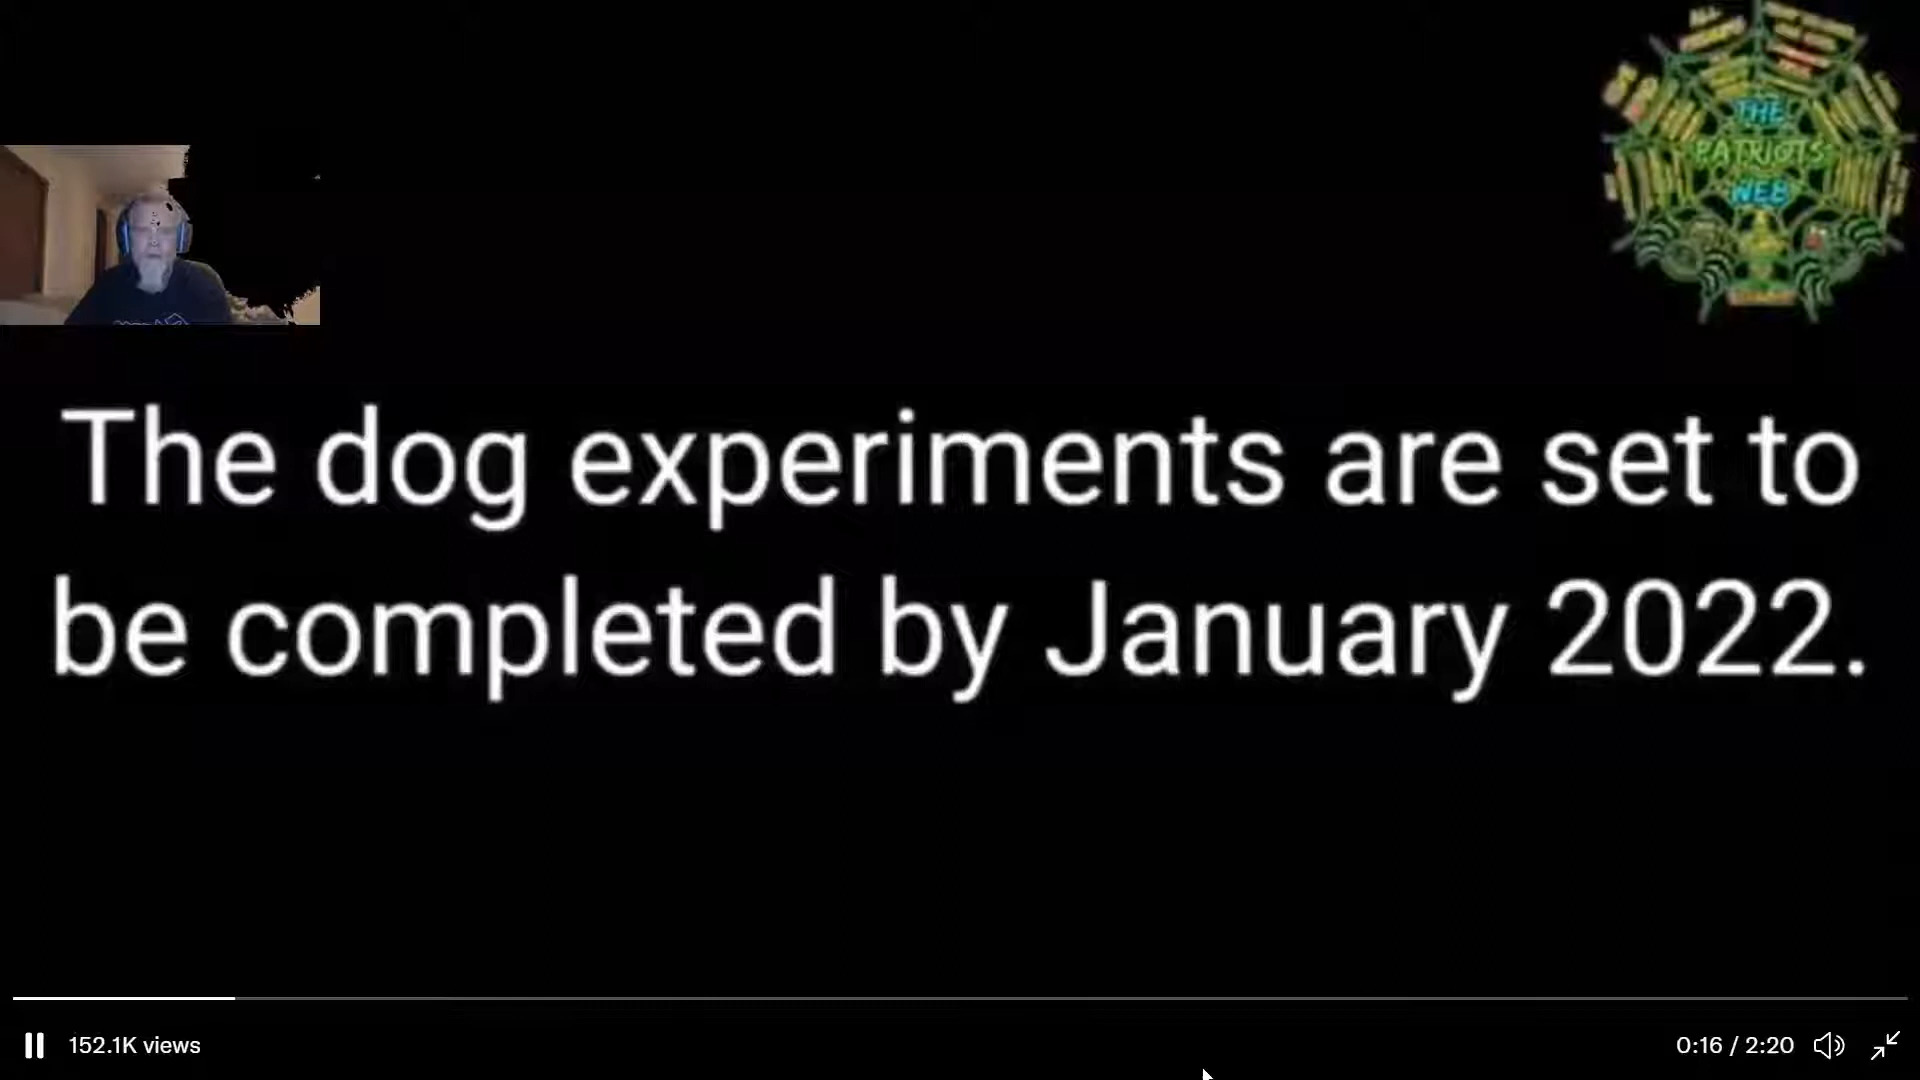 THE
PATRIOTS
WEB
The dog experiments are set to
be completed by January 2022.
152.1K views
0:16 / 2:20